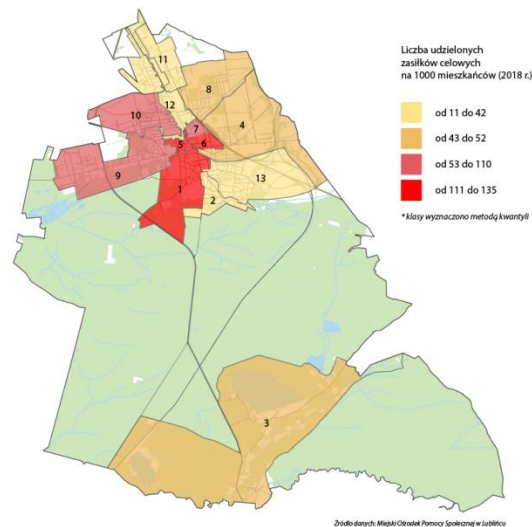 Liczba udzielonych
zasiłków celowych
na 1000 mieszkańców (2018 r.)
od 11 do 42
od 43 do 52
od 53 do 110
od 111 do 135
* klasy wyznaczono metodą kwantyli
11
8
12
10
7
4
5
6
9
13
1
2
3
Źródło danych: Miejski Ośrodek Pomocy Społecznej w Lublińcu